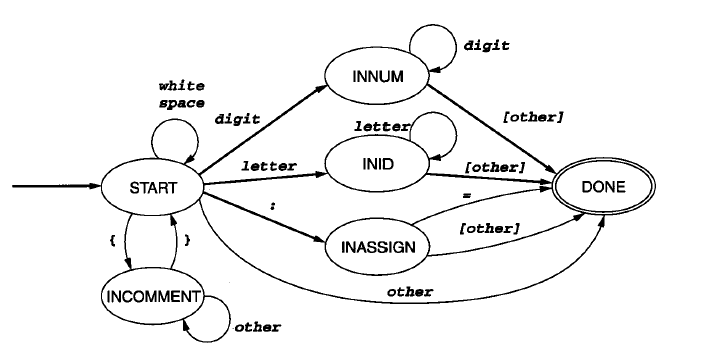 digit
INNUM
white
space
digit
[other]
letter
letter
INID
[other]
START
DONE
:
=
[other]
INASSIGN
{
}
INCOMMENT
other
other